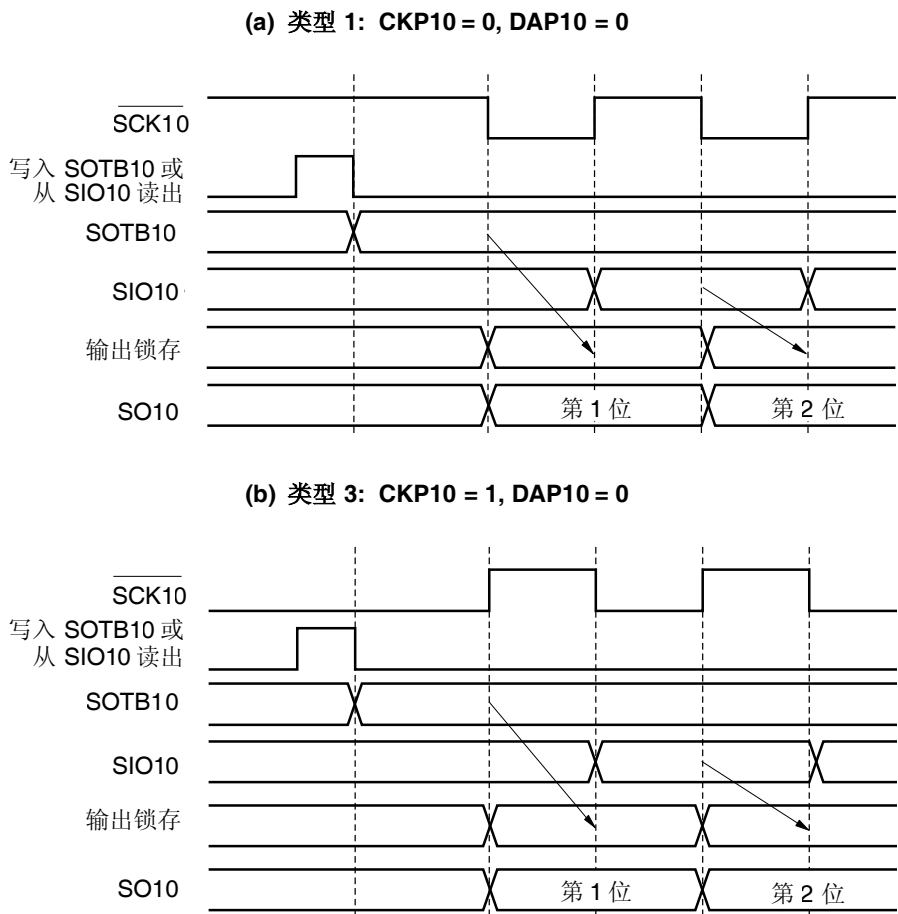 (a) 类型 1: CKP10 = 0, DAP10 = 0
SCK10
写入 SOTB10 或
从 SIO10 读出
SOTB10
SIO10
输出锁存
SO10
第 1 位
第 2 位
(b) 类型 3: CKP10 = 1, DAP10 = 0
SCK10
写入 SOTB10 或
从 SIO10 读出
SOTB10
SIO10
输出锁存
SO10
第 1 位
第 2 位